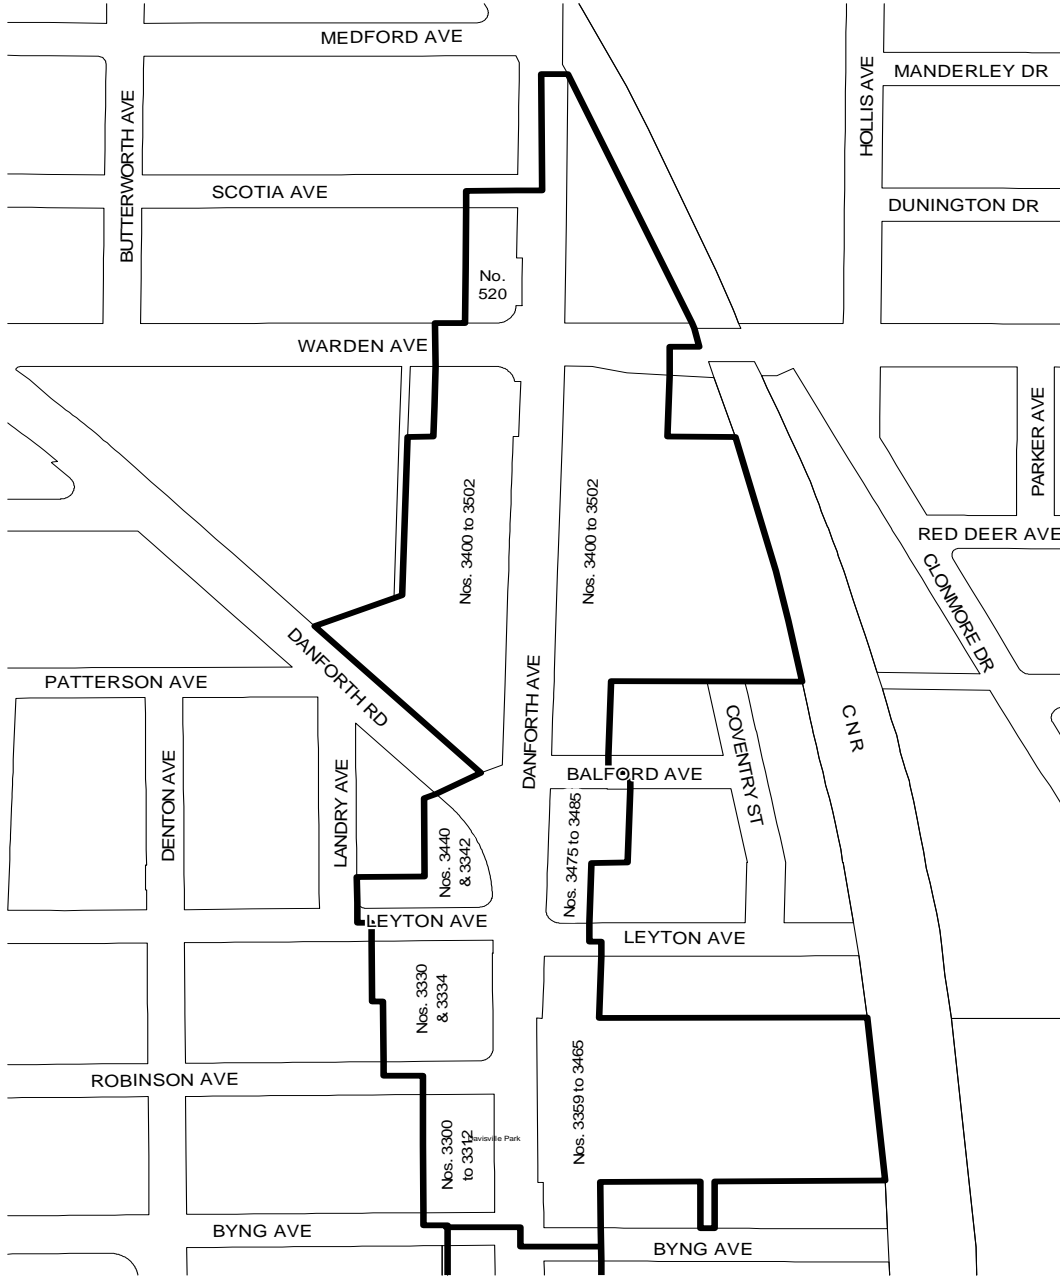 MEDFORD AVE
MANDERLEY DR
HOLLIS AVE
BUTTERWORTH AVE
SCOTIA AVE
DUNINGTON DR
No.
520
WARDEN AVE
PARKER AVE
Nos. 3400 to 3502
Nos. 3400 to 3502
RED DEER AVE
CLONMORE DR
DANFORTH RD
PATTERSON AVE
DANFORTH AVE
COVENTRY ST
C N R
BALFORD AVE
DENTON AVE
LANDRY AVE
Nos. 3440
& 3342
Nos. 3475 to 3485
LEYTON AVE
LEYTON AVE
Nos. 3330
& 3334
ROBINSON AVE
Nos. 3359 to 3465
Nos. 3300
to 3312
Davisville Park
BYNG AVE
BYNG AVE